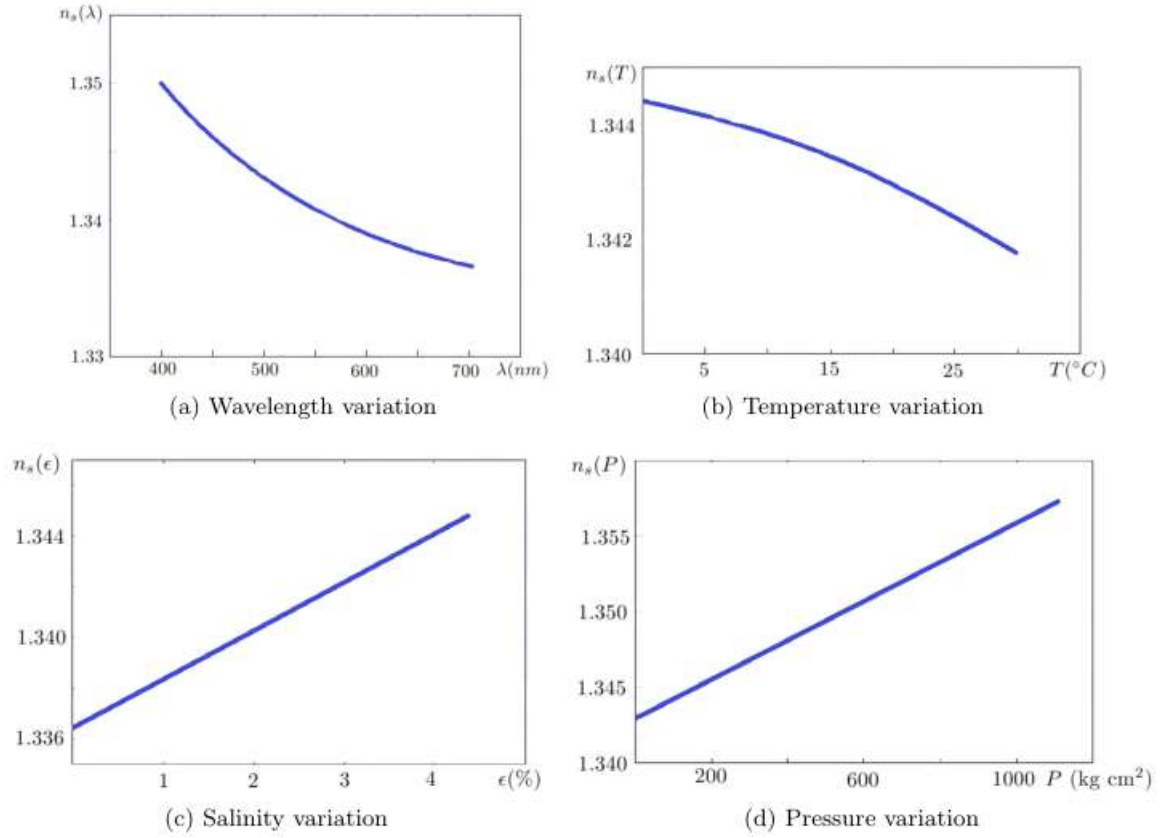 n_s(λ)
1.35
1.34
1.33
400 500 600 700 λ(nm)
(a) Wavelength variation
n_s(T)
1.344
1.342
1.340
5 15 25 T(°C)
(b) Temperature variation
n_s(ϵ)
1.344
1.340
1.336
1 2 3 4 ϵ(%)
(c) Salinity variation
n_s(P)
1.355
1.350
1.345
1.340
200 600 1000 P (kg cm²)
(d) Pressure variation